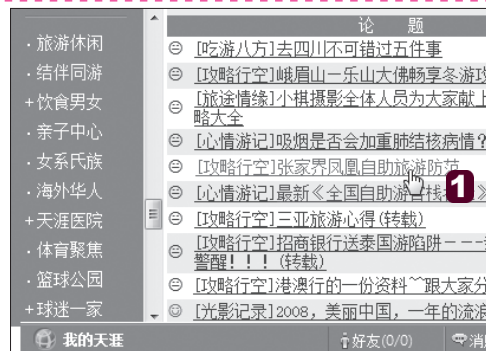 · 旅游休闲
· 结伴同游
+饮食男女
· 亲子中心
· 女系氏族
· 海外华人
+天涯医院
· 体育聚焦
· 篮球公园
+球迷一家
论 题
[吃游八方]去四川不可错过五件事
[攻略行空]峨眉山－乐山大佛畅享冬游攻
[旅途情缘]小棋摄影全体人员为大家献上
略大全
[心情游记]吸烟是否会加重肺结核病情?
[攻略行空]张家界凤凰自助旅游防范
[心情游记]最新《全国自助游
1
[攻略行空]三亚旅游心得(转载)
[攻略行空]招商银行送泰国游陷阱－－－
警醒！！！(转载)
[攻略行空]港澳行的一份资料~跟大家分
[光影记录]2008，美丽中国，一年的流浪
我的天涯
好友(0/0)
消